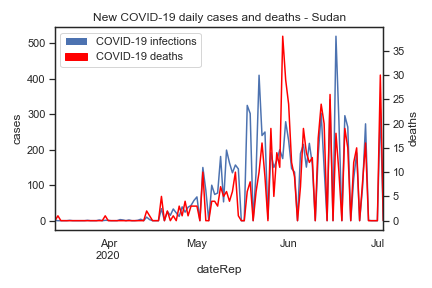 New COVID-19 daily cases and deaths - Sudan
COVID-19 infections
COVID-19 deaths
cases
500
400
300
200
100
0
deaths
35
30
25
20
15
10
5
0
Apr
2020
May
Jun
Jul
dateRep